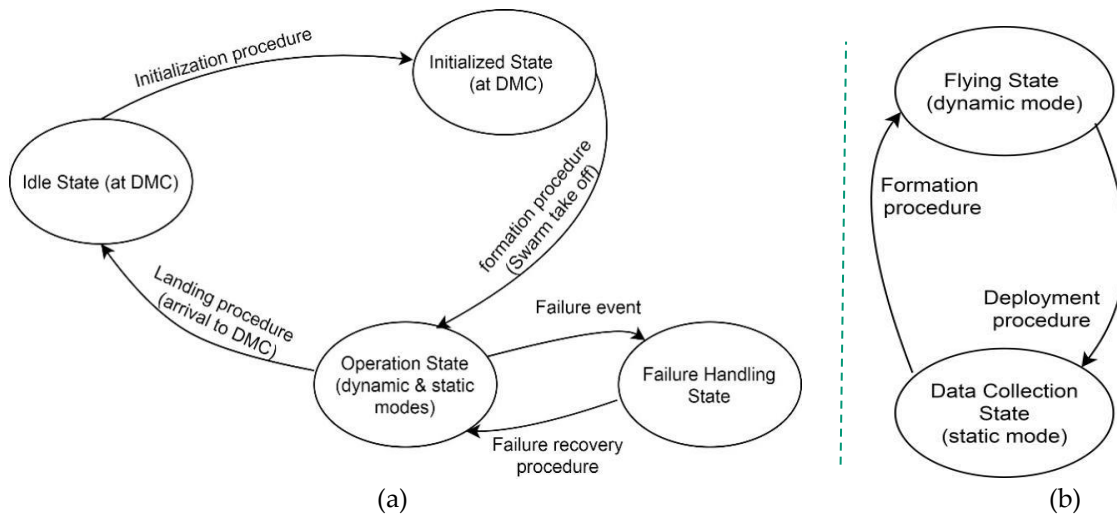 Initialization procedure
Initialized State
(at DMC)
Idle State (at DMC)
formation procedure
(Swarm take off)
Landing procedure
(arrival to DMC)
Operation State
(dynamic & static
modes)
Failure event
Failure Handling
State
Failure recovery
procedure
(a)
Flying State
(dynamic mode)
Formation
procedure
Deployment
procedure
Data Collection
State
(static mode)
(b)